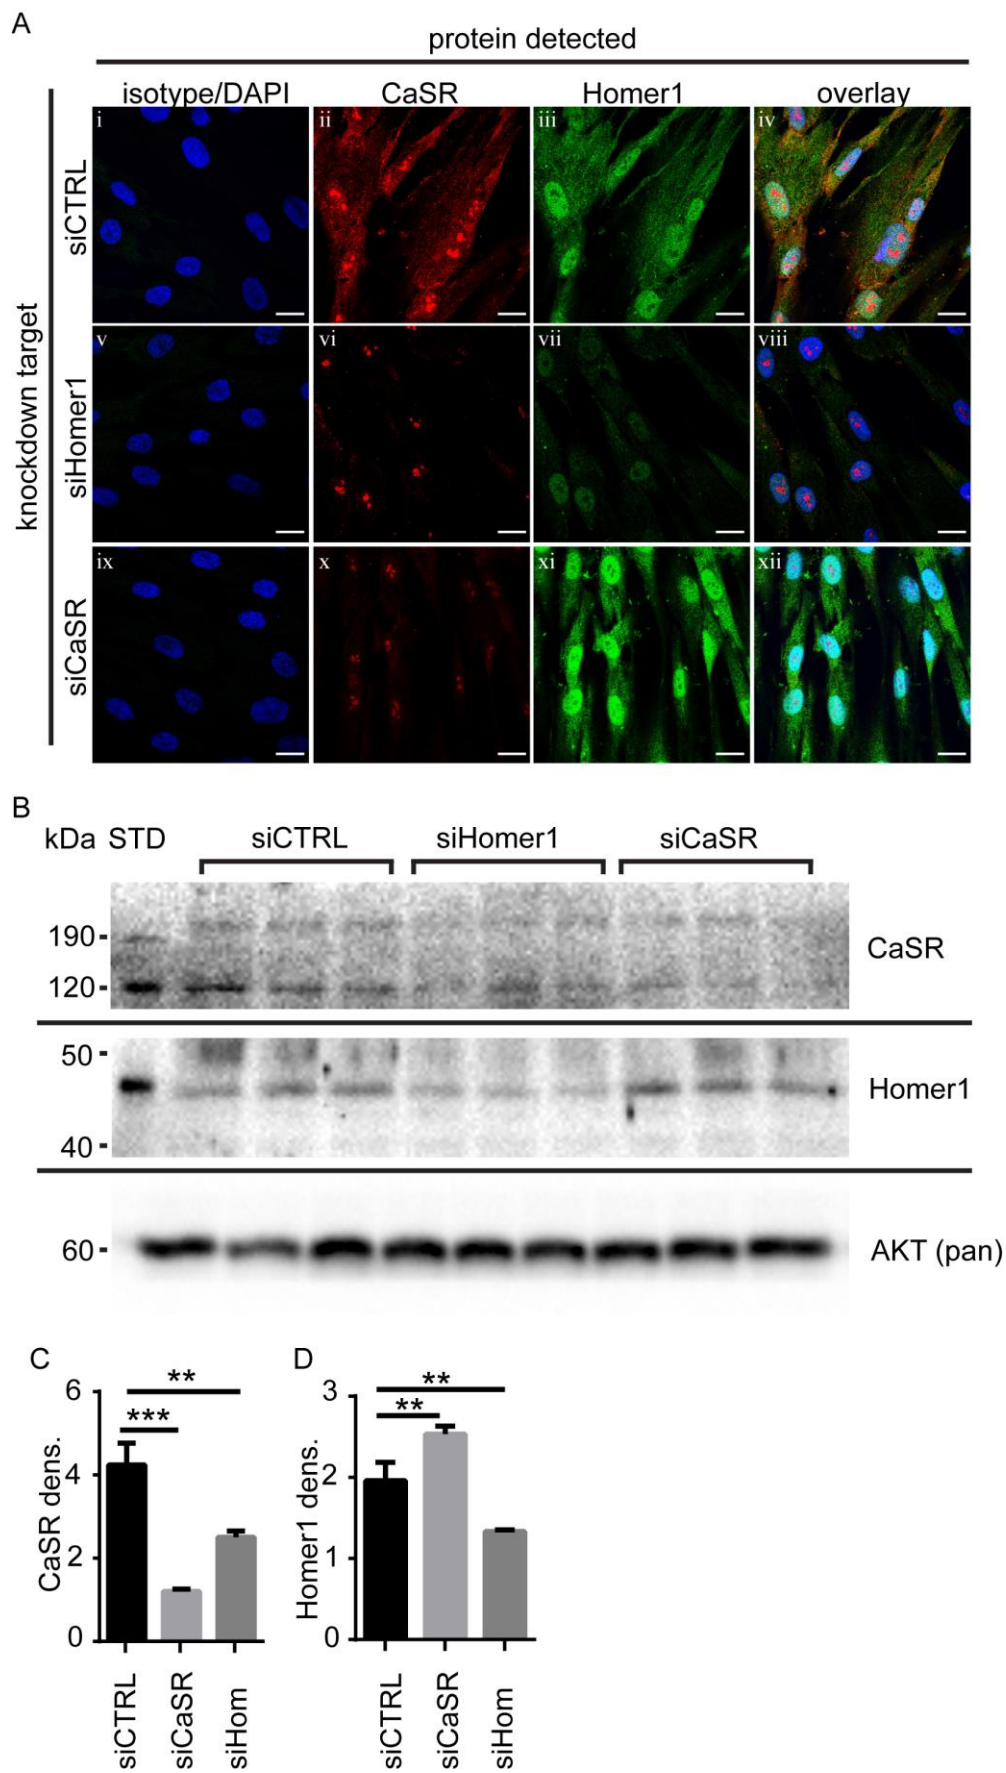 A
protein detected
isotype/DAPI CaSR Homer1 overlay
knockdown target
siCTRL
i ii iii iv
siHomer1
v vi vii viii
siCaSR
ix x xi xii
B
kDa STD siCTRL siHomer1 siCaSR
190
CaSR
120
50
Homer1
40
60
AKT (pan)
C
6
**
***
4
CaSR dens.
2
0
siCTRL
siCaSR
siHom
D
3
**
**
2
Homer1 dens.
1
0
siCTRL
siCaSR
siHom